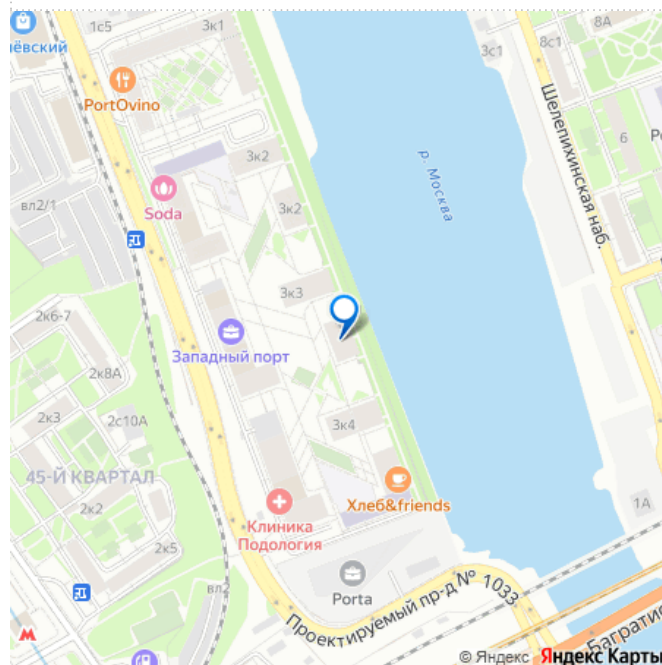 1с5
3к1
3с1
8с1
8А
лёвский
PortOvino
Шелепихинская наб.
6
3к2
р. Москва
вл2/1
Soda
3к2
3к3
2к6-7
Западный порт
2к8А
2к3
2с10А
3к4
45-Й КВАРТАЛ
Хлеб&friends
2к2
Клиника
Подология
1А
2к5
Porta
Проектируемый пр-д № 1033
Багратио
© Яндекс Яндекс Карты